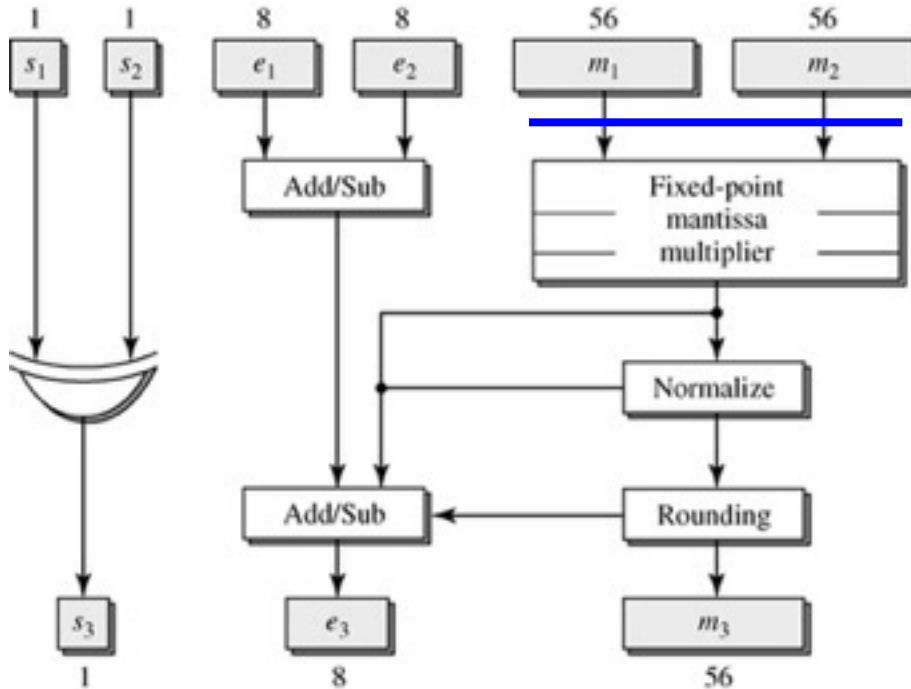 1 1 8 8 56 56
s1 s2 e1 e2 m1 m2
Add/Sub
Fixed-point
mantissa
multiplier
Normalize
Add/Sub
Rounding
s3 e3 m3
1 8 56